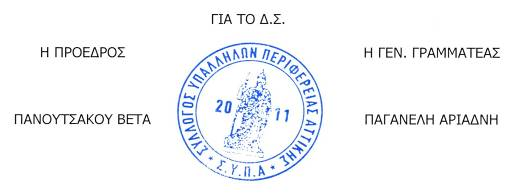 ΓΙΑ ΤΟ Δ.Σ.
Η ΠΡΟΕΔΡΟΣ
Η ΓΕΝ. ΓΡΑΜΜΑΤΕΑΣ
ΣΥΛΛΟΓΟΣ ΥΠΑΛΛΗΛΩΝ ΠΕΡΙΦΕΡΕΙΑΣ ΑΤΤΙΚΗΣ
20 11
* Σ.Υ.Π.Α *
ΠΑΝΟΥΤΣΑΚΟΥ ΒΕΤΑ
ΠΑΓΑΝΕΛΗ ΑΡΙΑΔΝΗ